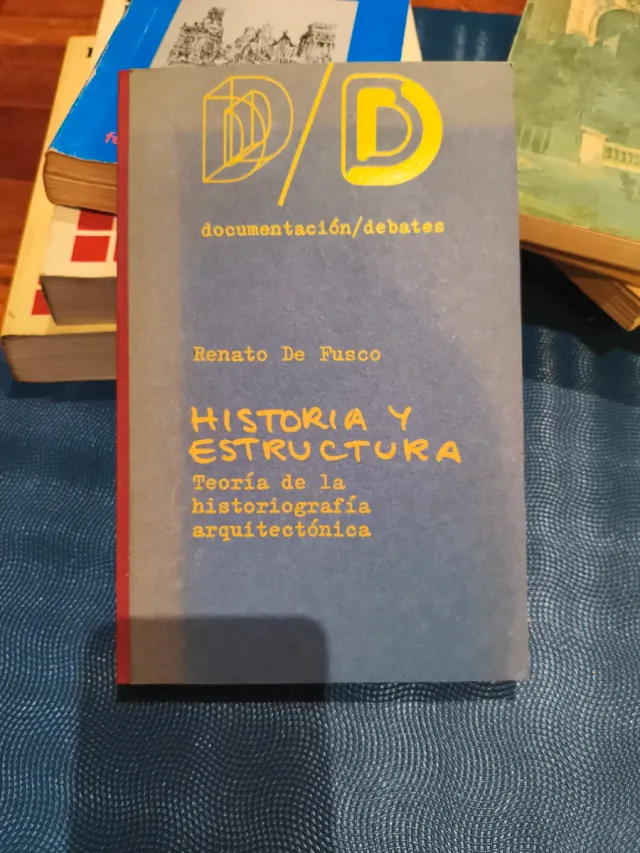 D/D
documentación/debates
Renato De Fusco
HISTORIA Y
ESTRUCTURA
Teoría de la
historiografía
arquitectónica